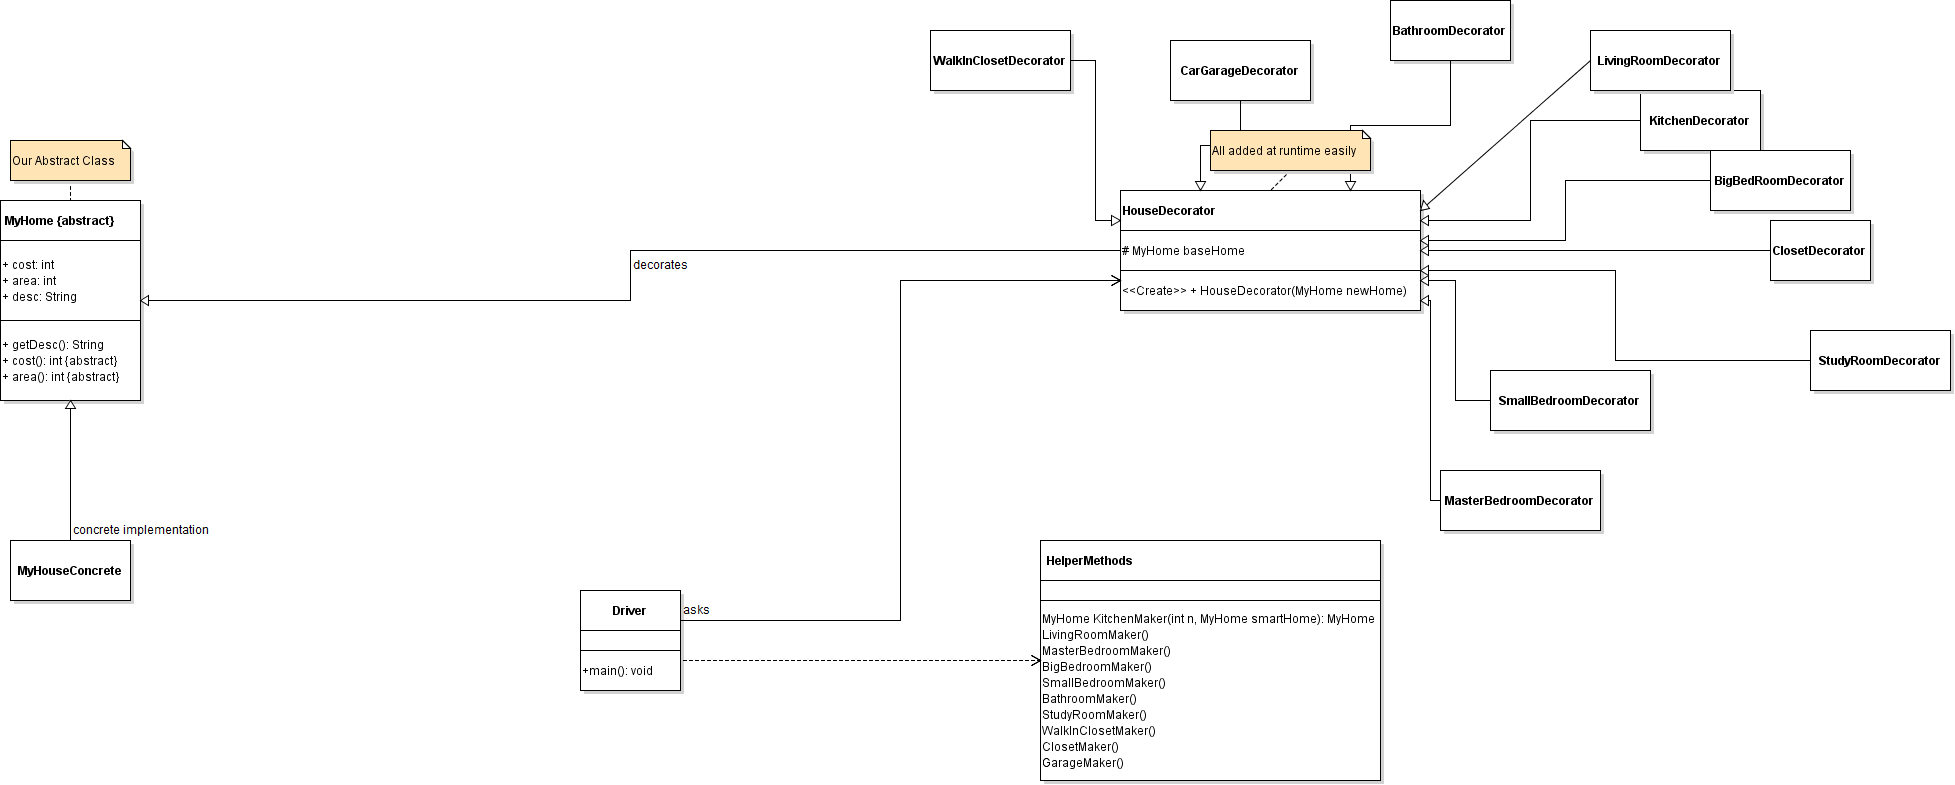 BathroomDecorator
WalkInClosetDecorator
CarGarageDecorator
LivingRoomDecorator
KitchenDecorator
BigBedRoomDecorator
ClosetDecorator
StudyRoomDecorator
SmallBedroomDecorator
MasterBedroomDecorator
All added at runtime easily
HouseDecorator
# MyHome baseHome
<<Create>> + HouseDecorator(MyHome newHome)
decorates
Our Abstract Class
MyHome {abstract}
+ cost: int
+ area: int
+ desc: String
+ getDesc(): String
+ cost(): int {abstract}
+ area(): int {abstract}
concrete implementation
MyHouseConcrete
Driver
+main(): void
asks
HelperMethods
MyHome KitchenMaker(int n, MyHome smartHome): MyHome
LivingRoomMaker()
MasterBedroomMaker()
BigBedroomMaker()
SmallBedroomMaker()
BathroomMaker()
StudyRoomMaker()
WalkInClosetMaker()
ClosetMaker()
GarageMaker()